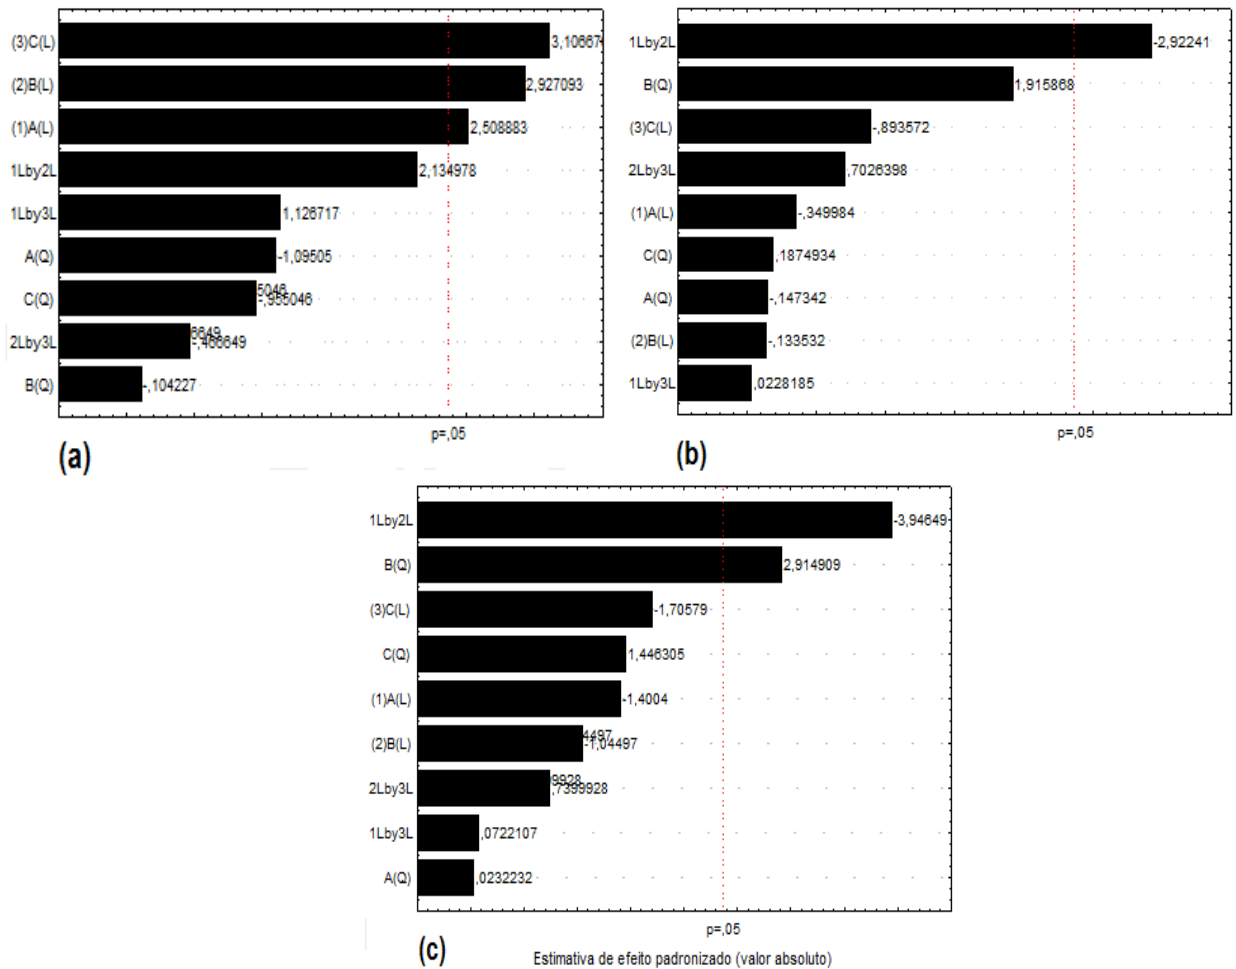 (3)C(L) 3,10667
(2)B(L) 2,927093
(1)A(L) 2,508883
1Lby2L 2,134978
1Lby3L 1,126717
A(Q) -1,09505
C(Q) -,955046
2Lby3L -,466649
B(Q) -,104227
p=,05
(a)
1Lby2L -2,92241
B(Q) 1,915868
(3)C(L) -,893572
2Lby3L ,7026398
(1)A(L) -,349984
C(Q) ,1874934
A(Q) -,147342
(2)B(L) -,133532
1Lby3L ,0228185
p=,05
(b)
1Lby2L -3,94649
B(Q) 2,914909
(3)C(L) -1,70579
C(Q) 1,446305
(1)A(L) -1,4004
(2)B(L) -1,04497
2Lby3L ,7399928
1Lby3L ,0722107
A(Q) ,0232232
p=,05
(c)
Estimativa de efeito padronizado (valor absoluto)